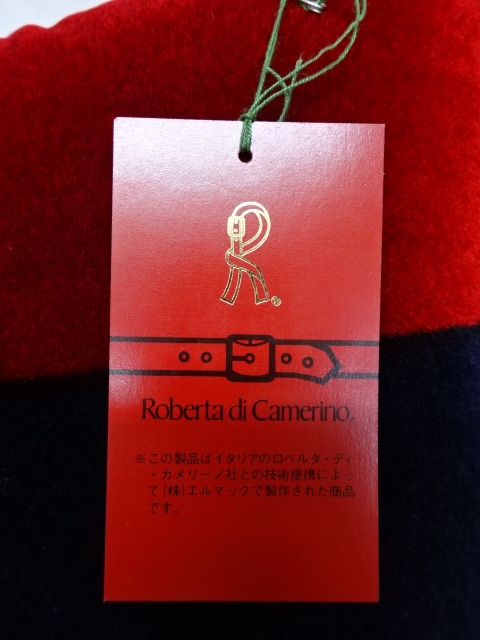 R®
Roberta di Camerino.
※この製品はイタリアのロベルタ・ディ
・カメリーノ社との技術提携によっ
て(株)エルマックで製作された商品
です。